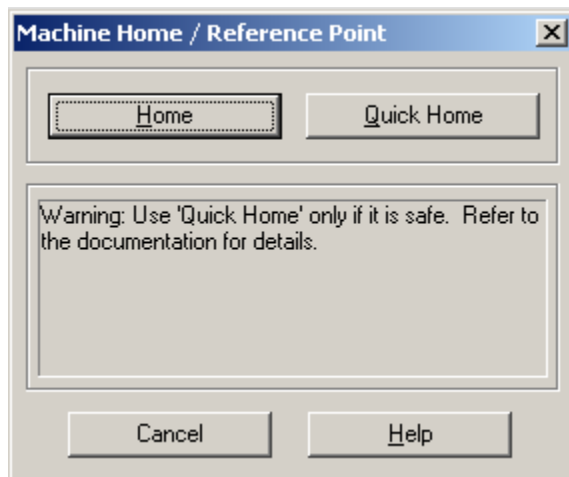 Machine Home / Reference Point
Home
Quick Home
Warning: Use 'Quick Home' only if it is safe.  Refer to
the documentation for details.
Cancel
Help